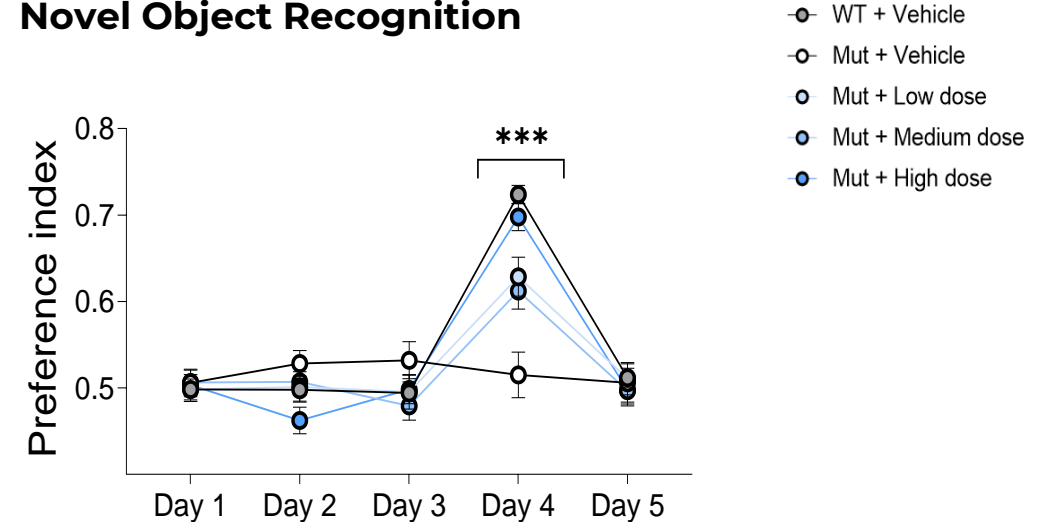 Novel Object Recognition
WT + Vehicle
Mut + Vehicle
Mut + Low dose
Mut + Medium dose
Mut + High dose
Preference index
0.8
0.7
0.6
0.5
***
Day 1 Day 2 Day 3 Day 4 Day 5